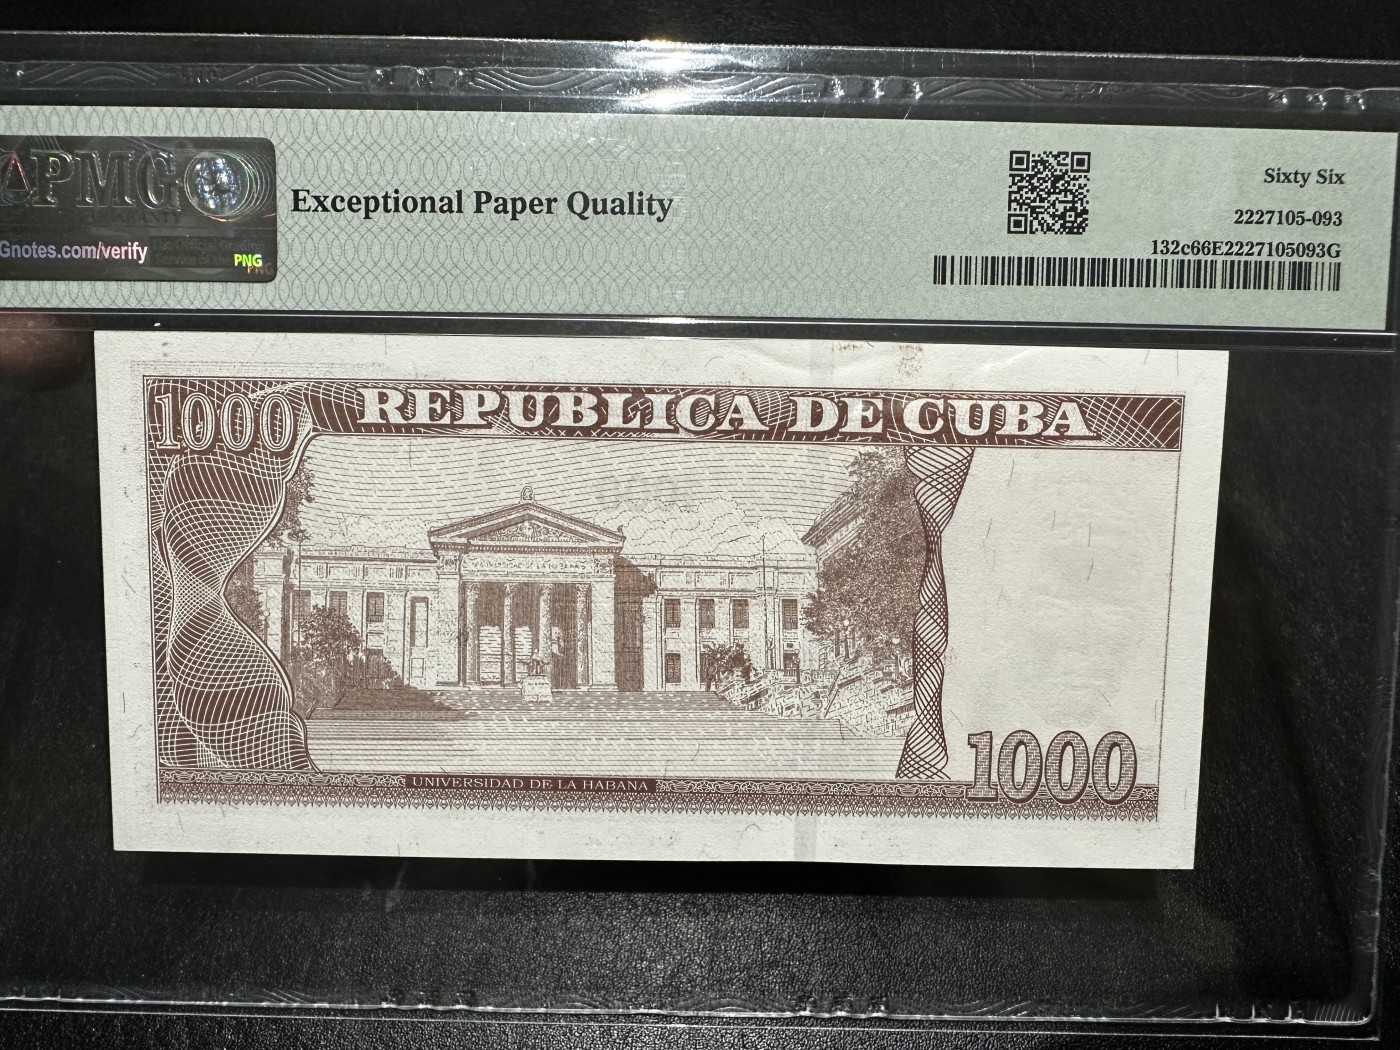 PMG
GUARANTY
Gnotes.com/verify
PNG
Exceptional Paper Quality
Sixty Six
2227105-093
132c66E2227105093G
1000
REPUBLICA DE CUBA
UNIVERSIDAD DE LA HABANA
1000